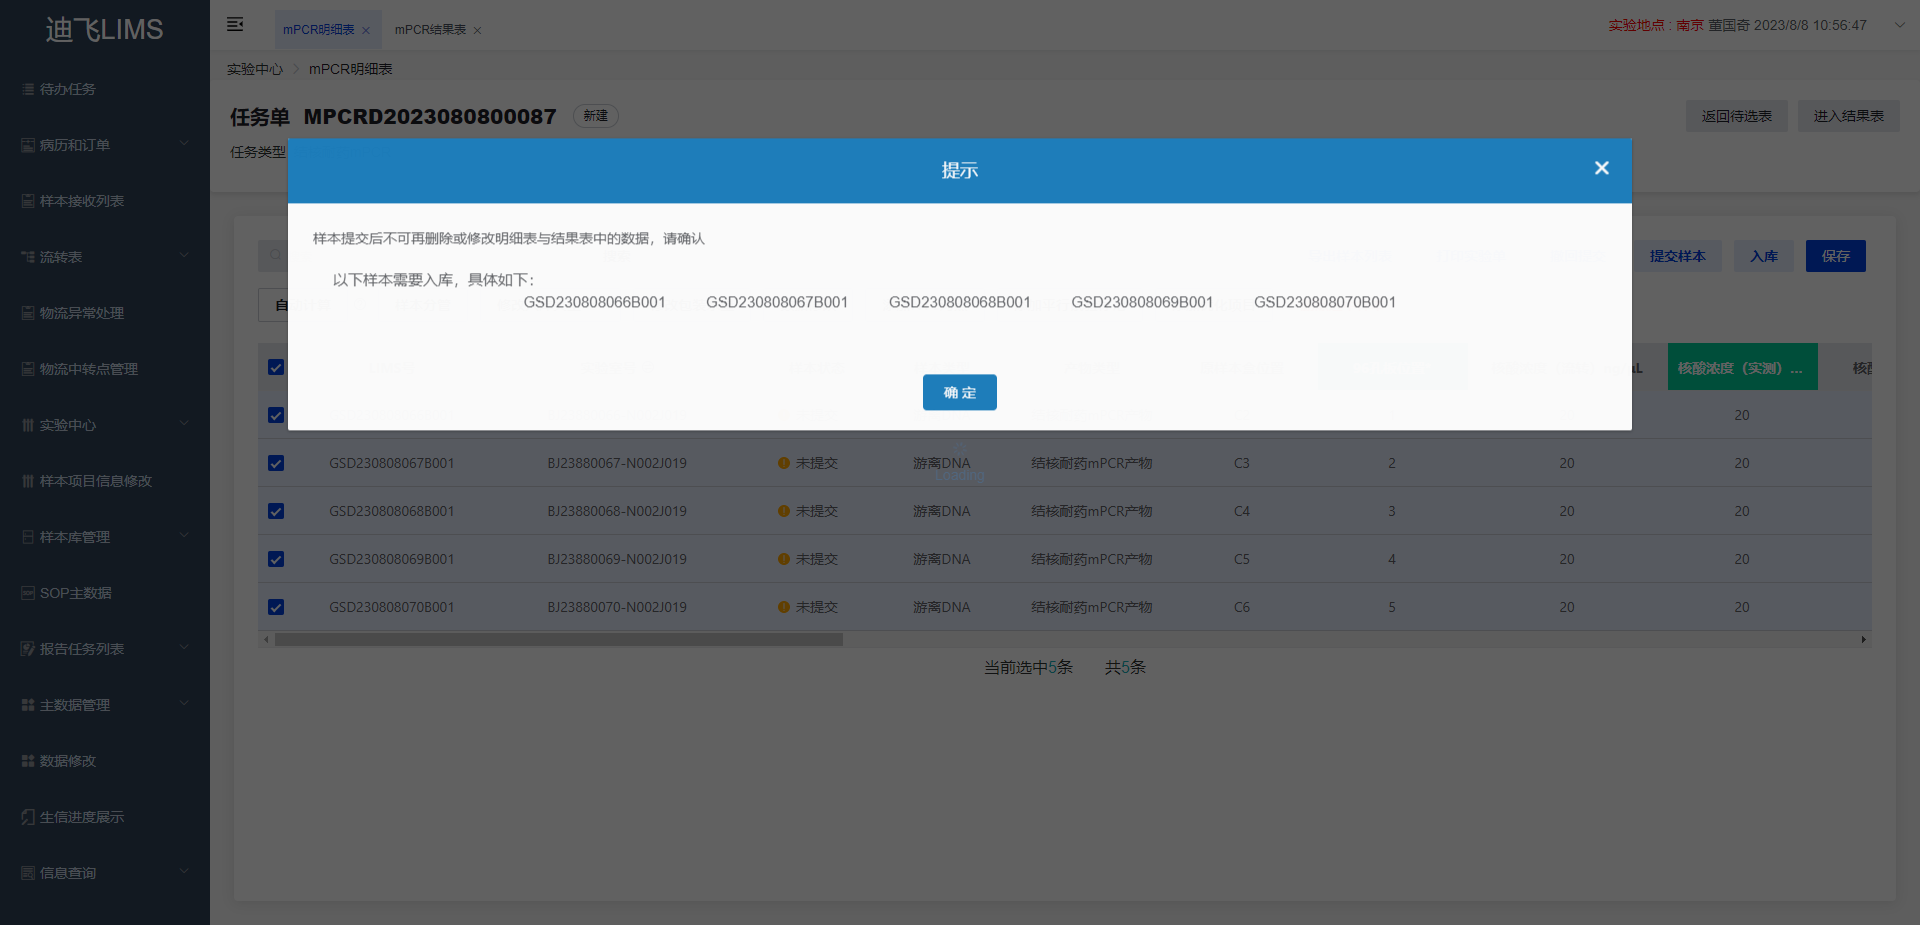 迪飞LIMS
待办任务
病历和订单
样本接收列表
流转表
物流异常处理
物流中转点管理
实验中心
样本项目信息修改
样本库管理
SOP主数据
报告任务列表
主数据管理
数据修改
生信进度展示
信息查询
mPCR明细表 × mPCR结果表 ×
实验地点 : 南京 董国奇 2023/8/8 10:56:47
实验中心 > mPCR明细表
任务单 MPCRD2023080800087 新建
返回待选表 进入结果表
任务类型
提示
样本提交后不可再删除或修改明细表与结果表中的数据，请确认
以下样本需要入库，具体如下：
GSD230808066B001 GSD230808067B001 GSD230808068B001 GSD230808069B001 GSD230808070B001
确 定
提交样本 入库 保存
自
核酸浓度（实测）...
20
GSD230808067B001 BJ23880067-N002J019 未提交 游离DNA 结核耐药mPCR产物 C3 2 20 20
Loading
GSD230808068B001 BJ23880068-N002J019 未提交 游离DNA 结核耐药mPCR产物 C4 3 20 20
GSD230808069B001 BJ23880069-N002J019 未提交 游离DNA 结核耐药mPCR产物 C5 4 20 20
GSD230808070B001 BJ23880070-N002J019 未提交 游离DNA 结核耐药mPCR产物 C6 5 20 20
当前选中5条 共5条